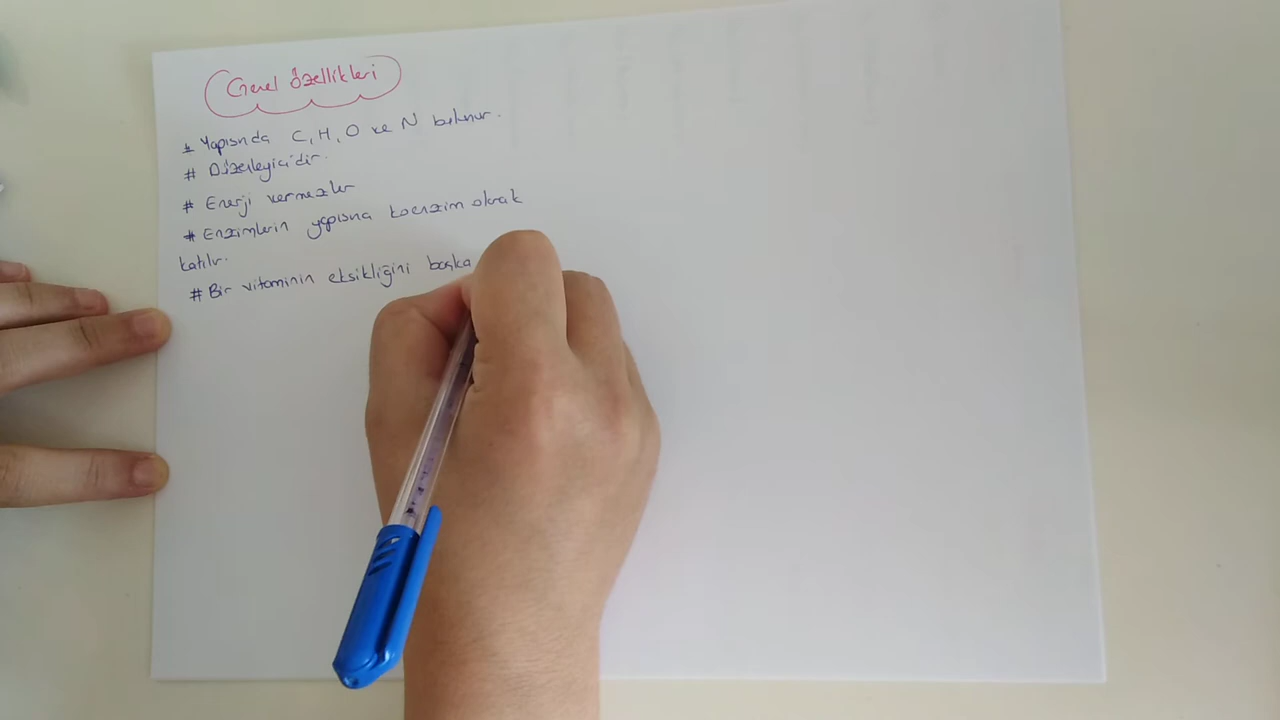 Genel Özellikleri
# Yapısında C, H, O ve N bulunur.
# Düzenleyicidir.
# Enerji vermezler
# Enzimlerin yapısına koenzim olarak
katılır.
# Bir vitaminin eksikliğini başka